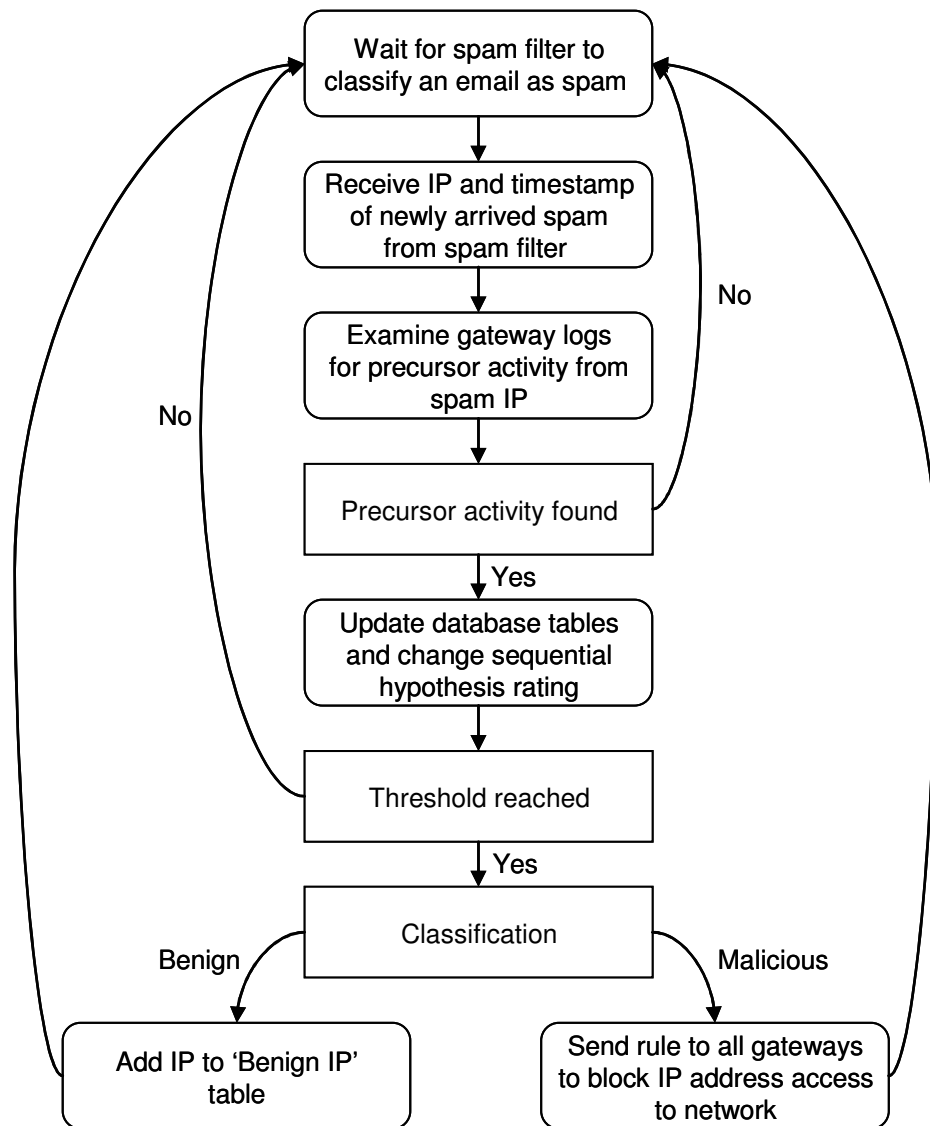 Wait for spam filter to
classify an email as spam
Receive IP and timestamp
of newly arrived spam
from spam filter
No
Examine gateway logs
for precursor activity from
spam IP
No
Precursor activity found
Yes
Update database tables
and change sequential
hypothesis rating
Threshold reached
Yes
Classification
Benign
Malicious
Add IP to ‘Benign IP’
table
Send rule to all gateways
to block IP address access
to network